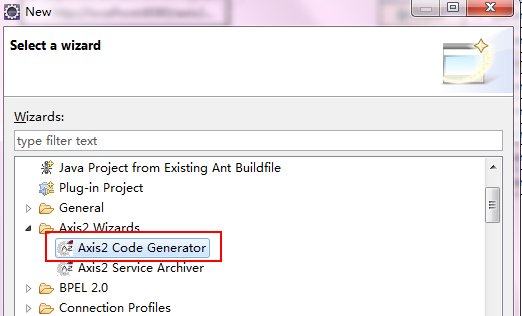 New
Select a wizard
Wizards:
type filter text
Java Project from Existing Ant Buildfile
Plug-in Project
General
Axis2 Wizards
Axis2 Code Generator
Axis2 Service Archiver
BPEL 2.0
Connection Profiles